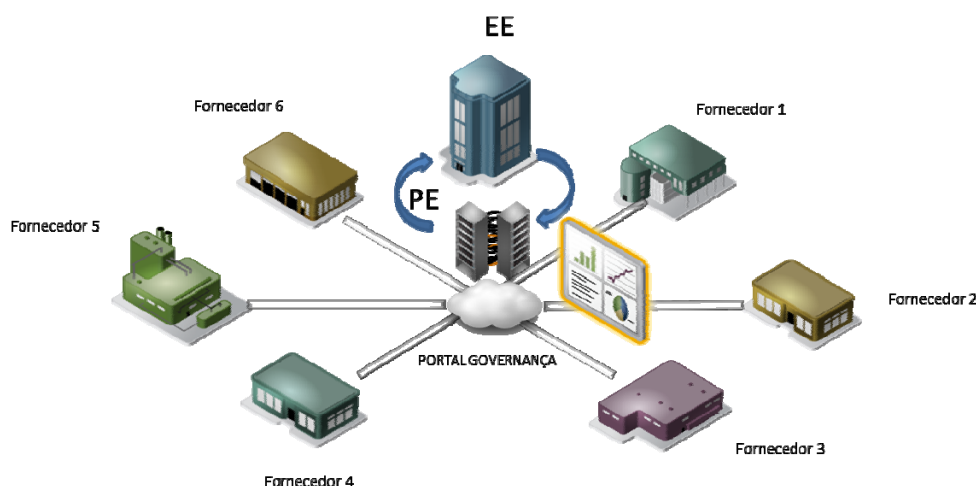 EE
Fornecedor 6
Fornecedor 1
PE
Fornecedor 5
Fornecedor 2
PORTAL GOVERNANÇA
Fornecedor 3
Fornecedor 4